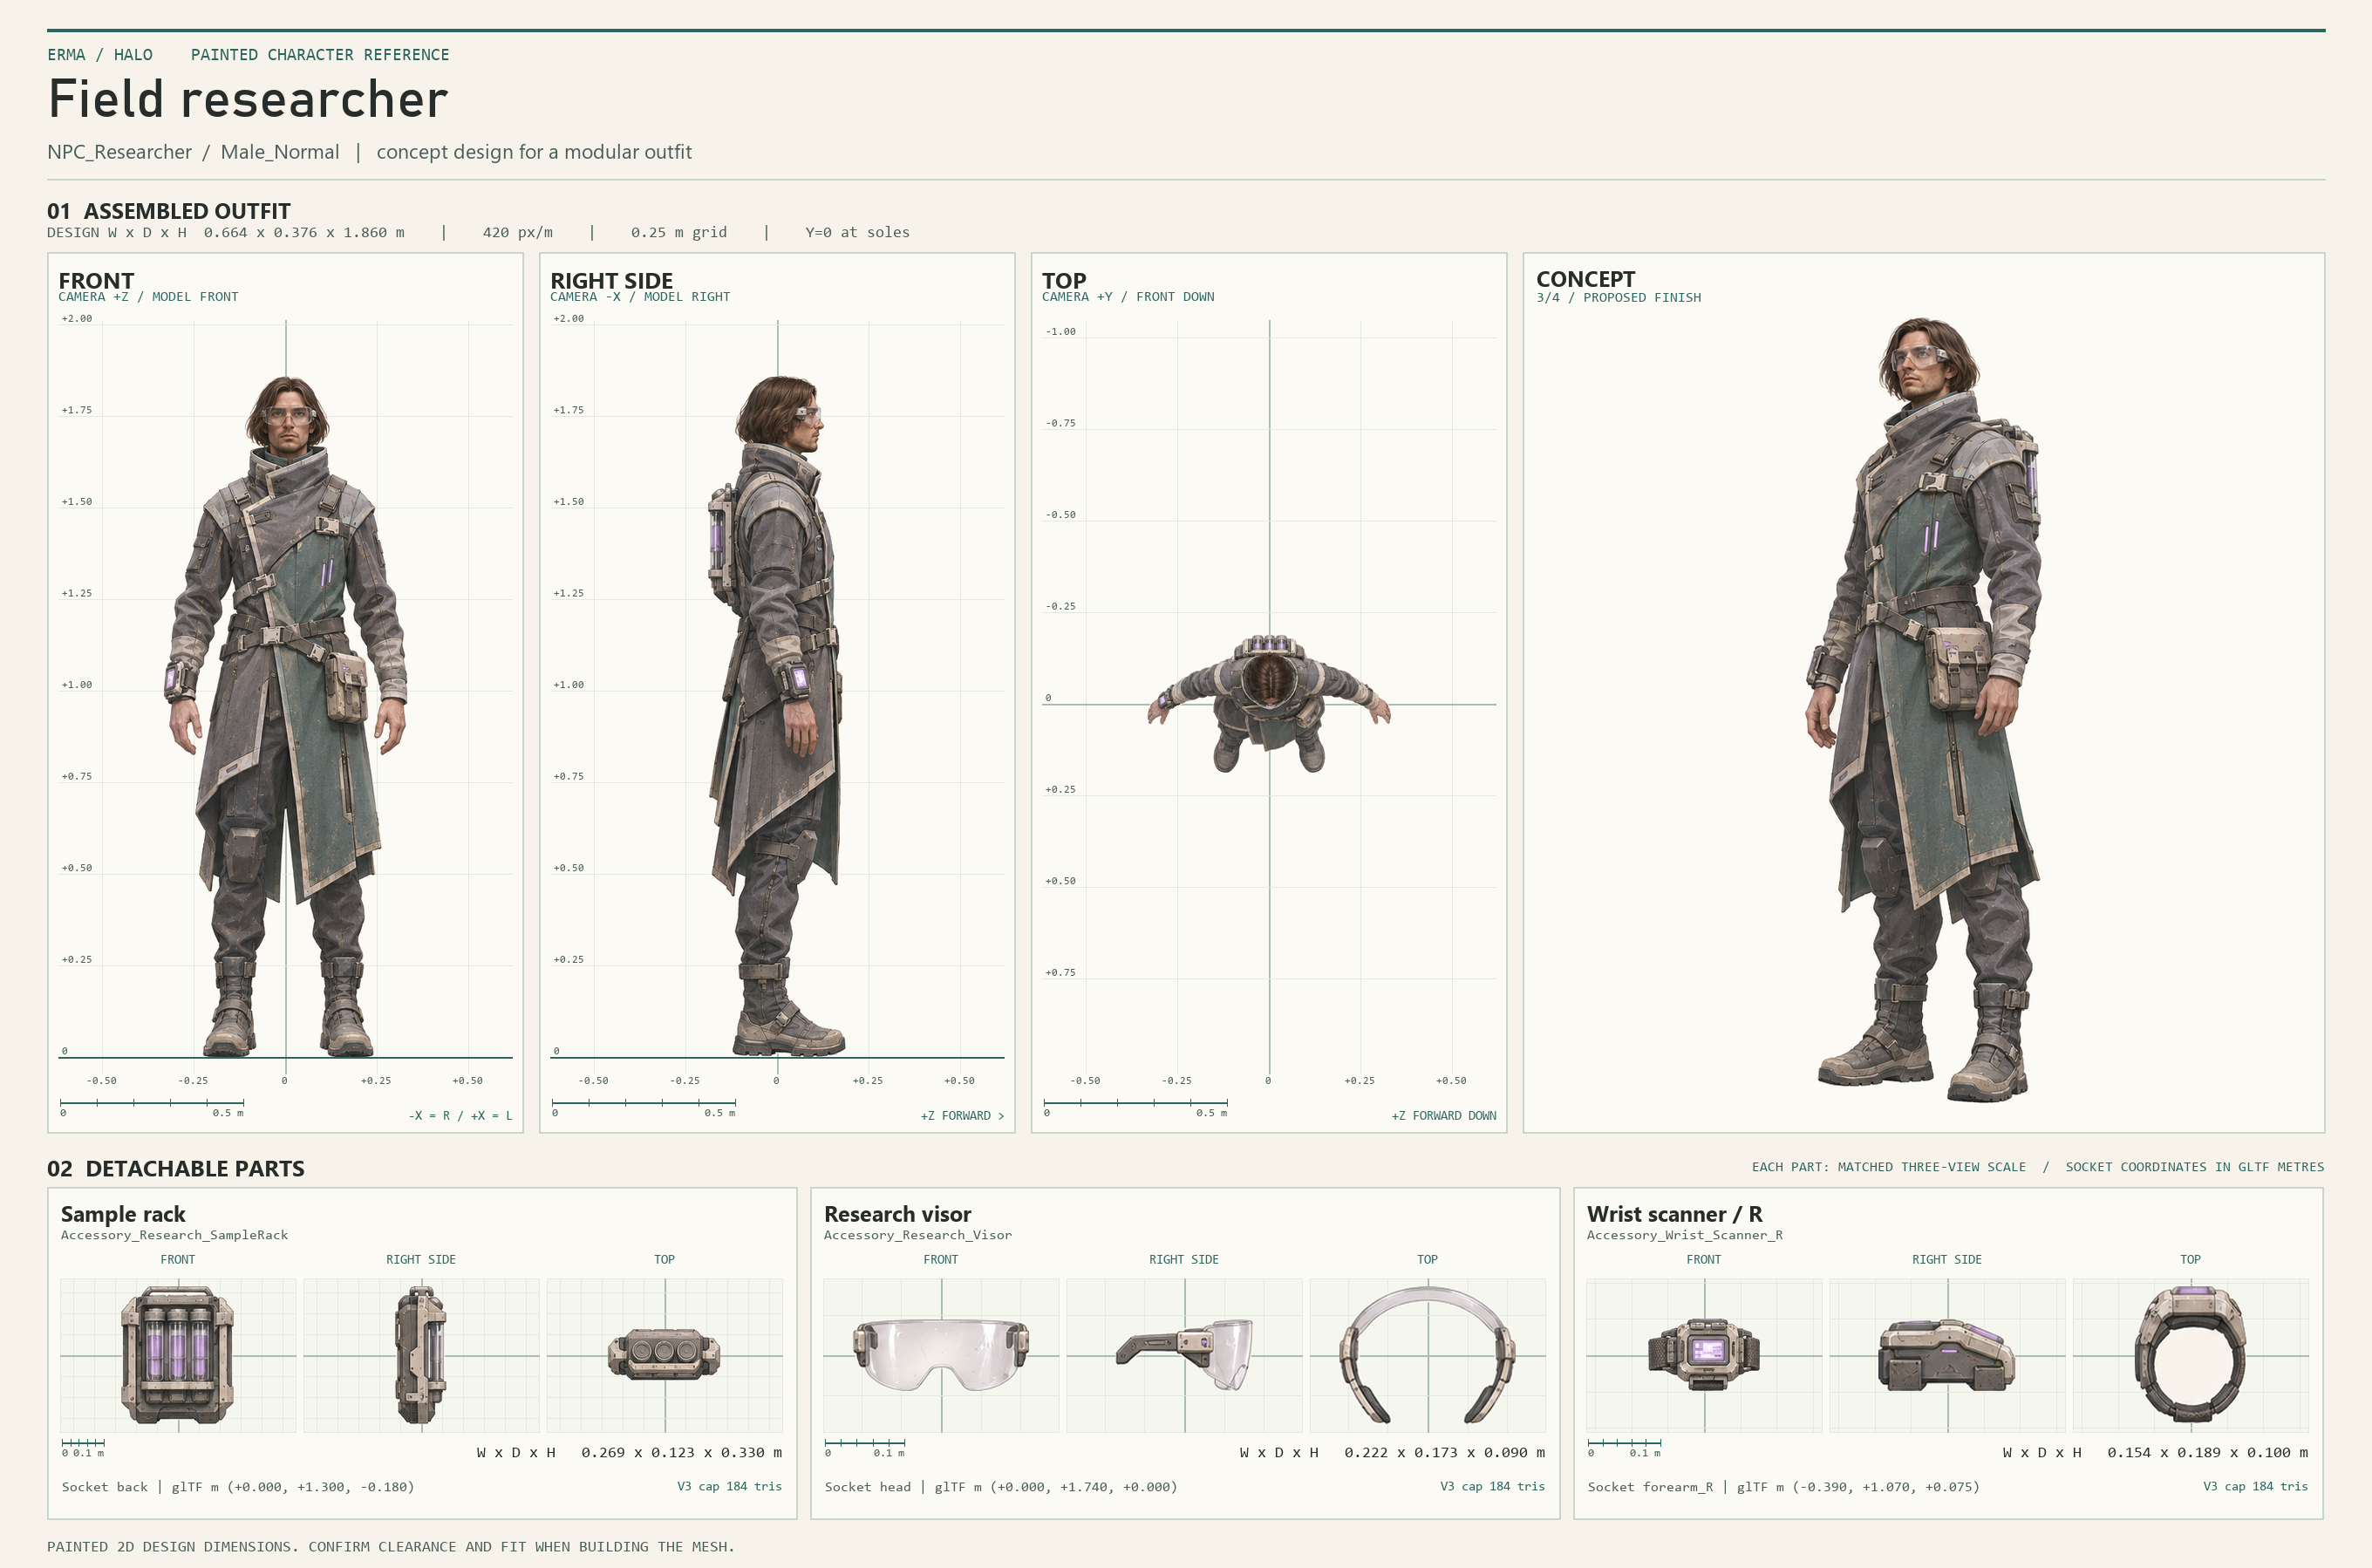 ERMA / HALO    PAINTED CHARACTER REFERENCE
Field researcher
NPC_Researcher / Male_Normal | concept design for a modular outfit
01 ASSEMBLED OUTFIT
DESIGN W x D x H 0.664 x 0.376 x 1.860 m | 420 px/m | 0.25 m grid | Y=0 at soles
FRONT
CAMERA +Z / MODEL FRONT
+2.00
+1.75
+1.50
+1.25
+1.00
+0.75
+0.50
+0.25
0
-0.50 -0.25 0 +0.25 +0.50
0 0.5 m
-X = R / +X = L
RIGHT SIDE
CAMERA -X / MODEL RIGHT
+2.00
+1.75
+1.50
+1.25
+1.00
+0.75
+0.50
+0.25
0
-0.50 -0.25 0 +0.25 +0.50
0 0.5 m
+Z FORWARD >
TOP
CAMERA +Y / FRONT DOWN
-1.00
-0.75
-0.50
-0.25
0
+0.25
+0.50
+0.75
-0.50 -0.25 0 +0.25 +0.50
0 0.5 m
+Z FORWARD DOWN
CONCEPT
3/4 / PROPOSED FINISH
02 DETACHABLE PARTS
EACH PART: MATCHED THREE-VIEW SCALE / SOCKET COORDINATES IN GLTF METRES
Sample rack
Accessory_Research_SampleRack
FRONT RIGHT SIDE TOP
0 0.1 m
W x D x H 0.269 x 0.123 x 0.330 m
Socket back | glTF m (+0.000, +1.300, -0.180)
V3 cap 184 tris
Research visor
Accessory_Research_Visor
FRONT RIGHT SIDE TOP
0 0.1 m
W x D x H 0.222 x 0.173 x 0.090 m
Socket head | glTF m (+0.000, +1.740, +0.000)
V3 cap 184 tris
Wrist scanner / R
Accessory_Wrist_Scanner_R
FRONT RIGHT SIDE TOP
0 0.1 m
W x D x H 0.154 x 0.189 x 0.100 m
Socket forearm_R | glTF m (-0.390, +1.070, +0.075)
V3 cap 184 tris
PAINTED 2D DESIGN DIMENSIONS. CONFIRM CLEARANCE AND FIT WHEN BUILDING THE MESH.